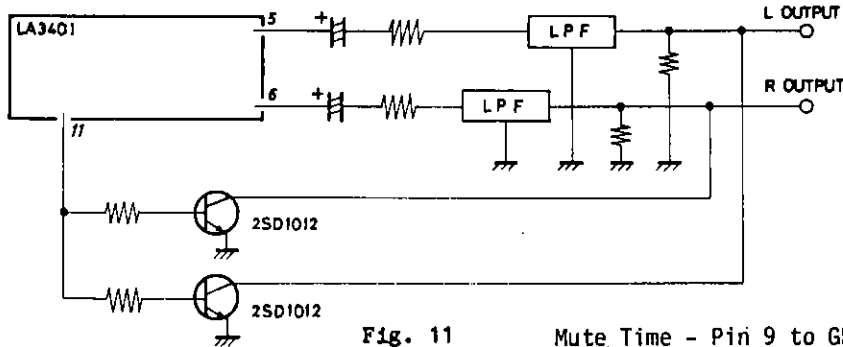 L OUTPUT
LA3401
5
+
LPF
R OUTPUT
6
+
LPF
11
2SD1012
2SD1012
Fig. 11
Mute Time - Pin 9 to